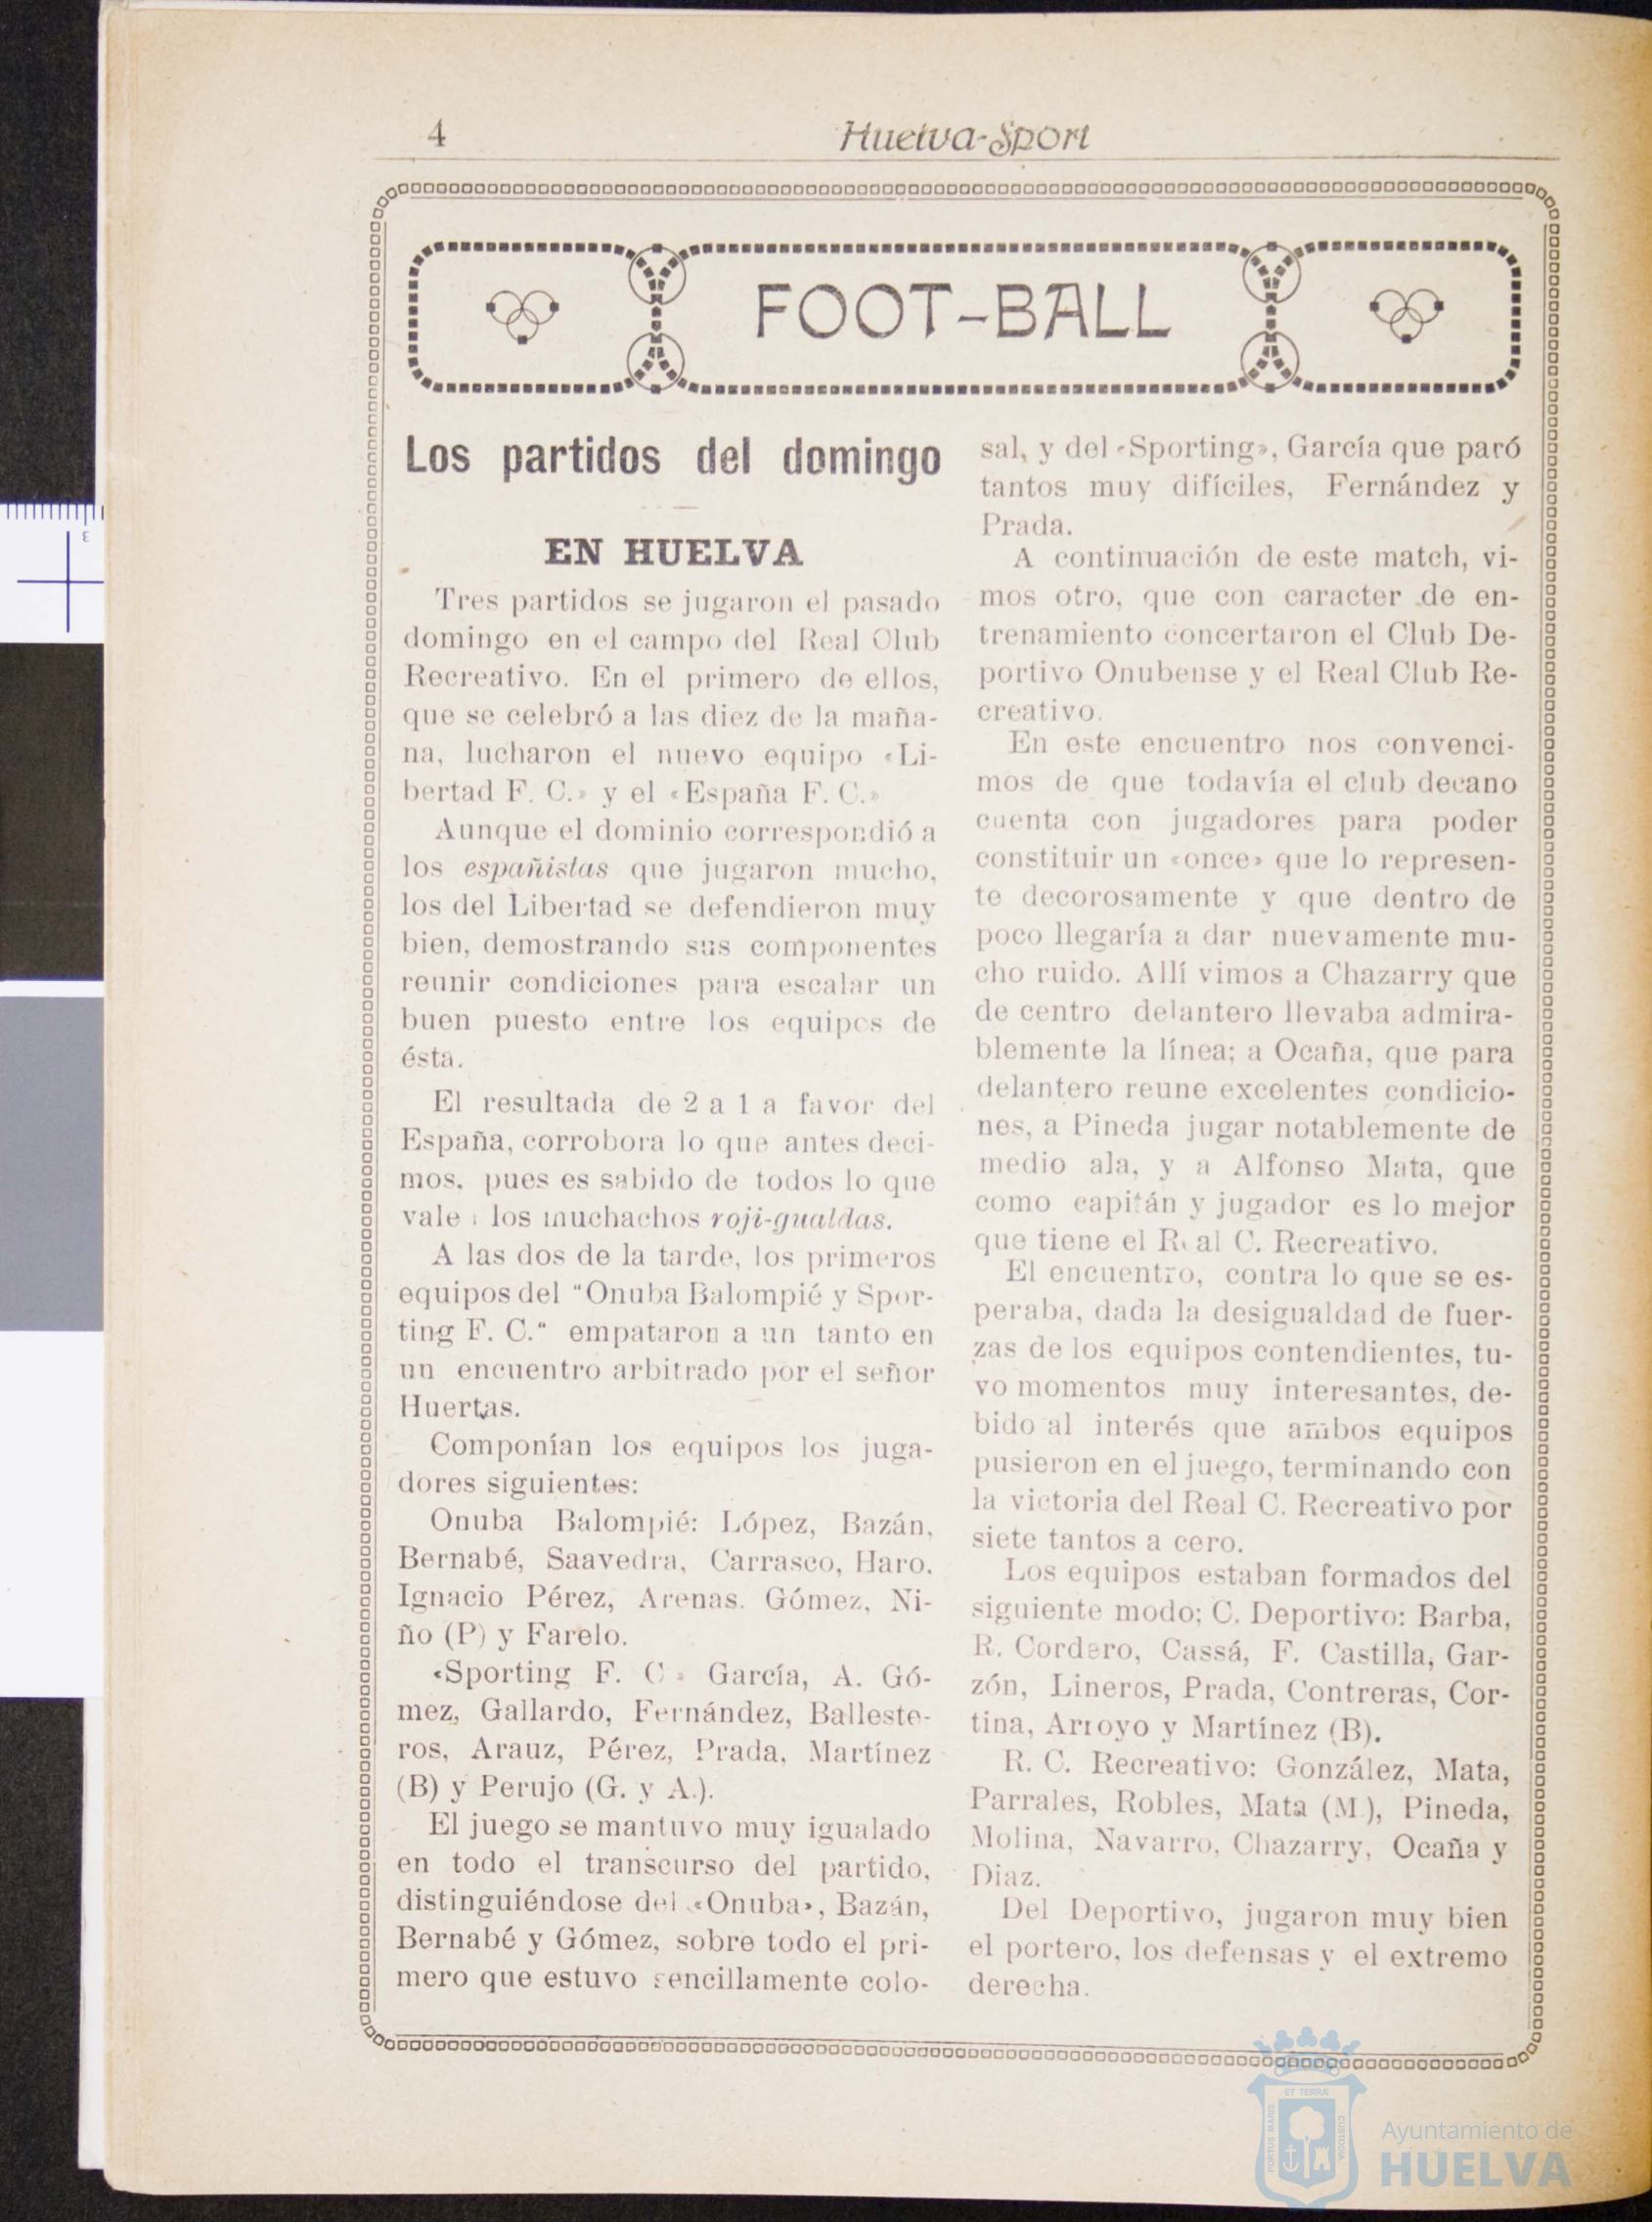 4
Huelva-Sport
FOOT-BALL
Los partidos del domingo
EN HUELVA
Tres partidos se jugaron el pasado
domingo en el campo del Real Club
Recreativo. En el primero de ellos,
que se celebró a las diez de la maña-
na, lucharon el nuevo equipo «Li-
bertad F. C.» y el «España F. C.»
Aunque el dominio correspondió a
los españistas que jugaron mucho,
los del Libertad se defendieron muy
bien, demostrando sus componentes
reunir condiciones para escalar un
buen puesto entre los equipos de
ésta.
El resultada de 2 a 1 a favor del
España, corrobora lo que antes deci-
mos, pues es sabido de todos lo que
vale los muchachos roji-gualdas.
A las dos de la tarde, los primeros
equipos del "Onuba Balompié y Spor-
ting F. C." empataron a un tanto en
un encuentro arbitrado por el señor
Huertas.
Componían los equipos los juga-
dores siguientes:
Onuba Balompié: López, Bazán,
Bernabé, Saavedra, Carrasco, Haro.
Ignacio Pérez, Arenas. Gómez, Ni-
ño (P) y Farelo.
«Sporting F. C» García, A. Gó-
mez, Gallardo, Fernández, Balleste-
ros, Arauz, Pérez, Prada, Martínez
(B) y Perujo (G. y A.).
El juego se mantuvo muy igualado
en todo el transcurso del partido,
distinguiéndose del «Onuba», Bazán,
Bernabé y Gómez, sobre todo el pri-
mero que estuvo sencillamente colo-
sal, y del «Sporting», García que paró
tantos muy difíciles, Fernández y
Prada.
A continuación de este match, vi-
mos otro, que con caracter de en-
trenamiento concertaron el Club De-
portivo Onubense y el Real Club Re-
creativo.
En este encuentro nos convenci-
mos de que todavía el club decano
cuenta con jugadores para poder
constituir un «once» que lo represen-
te decorosamente y que dentro de
poco llegaría a dar nuevamente mu-
cho ruido. Allí vimos a Chazarry que
de centro delantero llevaba admira-
blemente la línea; a Ocaña, que para
delantero reune excelentes condicio-
nes, a Pineda jugar notablemente de
medio ala, y a Alfonso Mata, que
como capitán y jugador es lo mejor
que tiene el Real C. Recreativo.
El encuentro, contra lo que se es-
peraba, dada la desigualdad de fuer-
zas de los equipos contendientes, tu-
vo momentos muy interesantes, de-
bido al interés que ambos equipos
pusieron en el juego, terminando con
la victoria del Real C. Recreativo por
siete tantos a cero.
Los equipos estaban formados del
siguiente modo; C. Deportivo: Barba,
R. Cordero, Cassá, F. Castilla, Gar-
zón, Lineros, Prada, Contreras, Cor-
tina, Arroyo y Martínez (B).
R. C. Recreativo: González, Mata,
Parrales, Robles, Mata (M.), Pineda,
Molina, Navarro, Chazarry, Ocaña y
Diaz.
Del Deportivo, jugaron muy bien
el portero, los defensas y el extremo
derecha.
ET TERRÆ
PORTUS MARIS
CUSTODIA
Ayuntamiento de
HUELVA